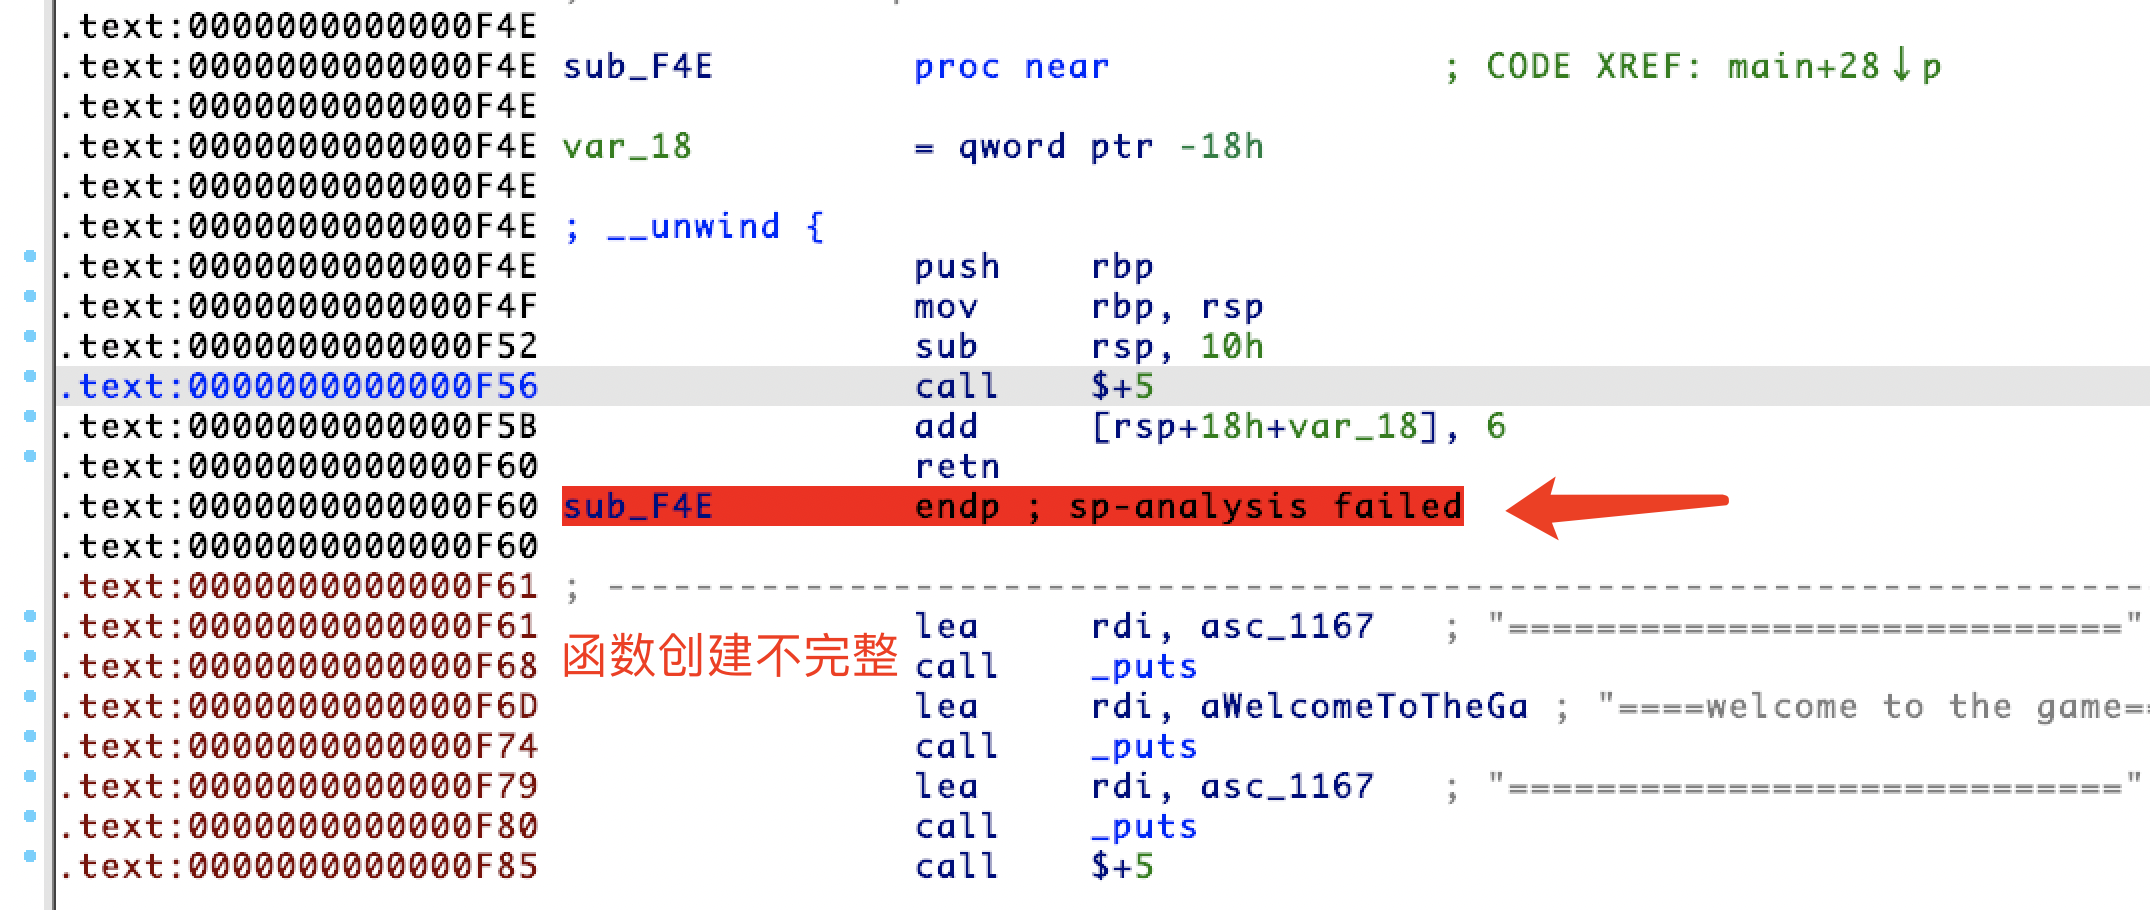 .text:0000000000000F4E
.text:0000000000000F4E sub_F4E proc near ; CODE XREF: main+28↓p
.text:0000000000000F4E
.text:0000000000000F4E var_18 = qword ptr -18h
.text:0000000000000F4E
.text:0000000000000F4E ; __unwind {
.text:0000000000000F4E push rbp
.text:0000000000000F4F mov rbp, rsp
.text:0000000000000F52 sub rsp, 10h
.text:0000000000000F56 call $+5
.text:0000000000000F5B add [rsp+18h+var_18], 6
.text:0000000000000F60 retn
.text:0000000000000F60 sub_F4E endp ; sp-analysis failed
.text:0000000000000F60
.text:0000000000000F61 ; ---------------------------------------------------------------------------
.text:0000000000000F61 lea rdi, asc_1167 ; "============================"
函数创建不完整
.text:0000000000000F68 call _puts
.text:0000000000000F6D lea rdi, aWelcomeToTheGa ; "====welcome to the game==
.text:0000000000000F74 call _puts
.text:0000000000000F79 lea rdi, asc_1167 ; "============================"
.text:0000000000000F80 call _puts
.text:0000000000000F85 call $+5